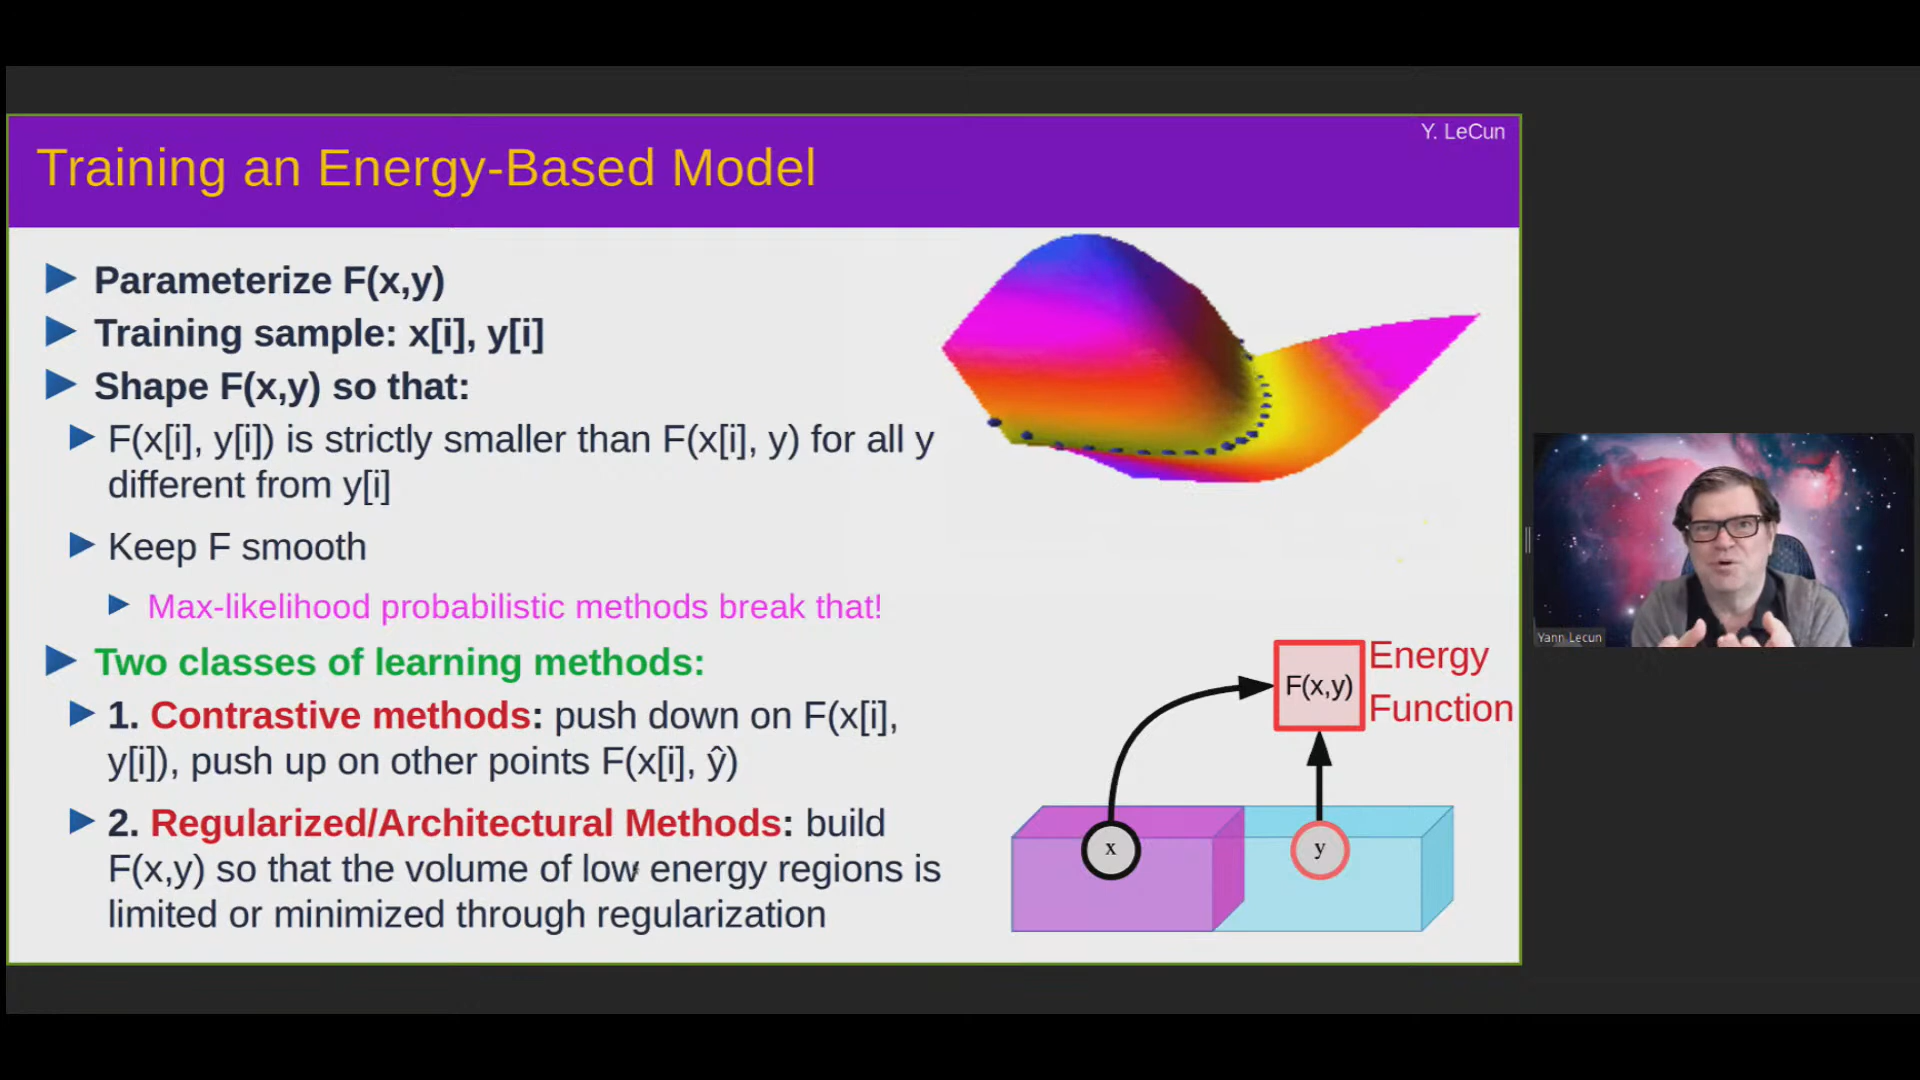 Y. LeCun
Training an Energy-Based Model
Parameterize F(x,y)
Training sample: x[i], y[i]
Shape F(x,y) so that:
F(x[i], y[i]) is strictly smaller than F(x[i], y) for all y
different from y[i]
Keep F smooth
Max-likelihood probabilistic methods break that!
Two classes of learning methods:
1. Contrastive methods: push down on F(x[i],
y[i]), push up on other points F(x[i], ŷ)
2. Regularized/Architectural Methods: build
F(x,y) so that the volume of low energy regions is
limited or minimized through regularization
F(x,y)
Energy
Function
x
y
Yann Lecun